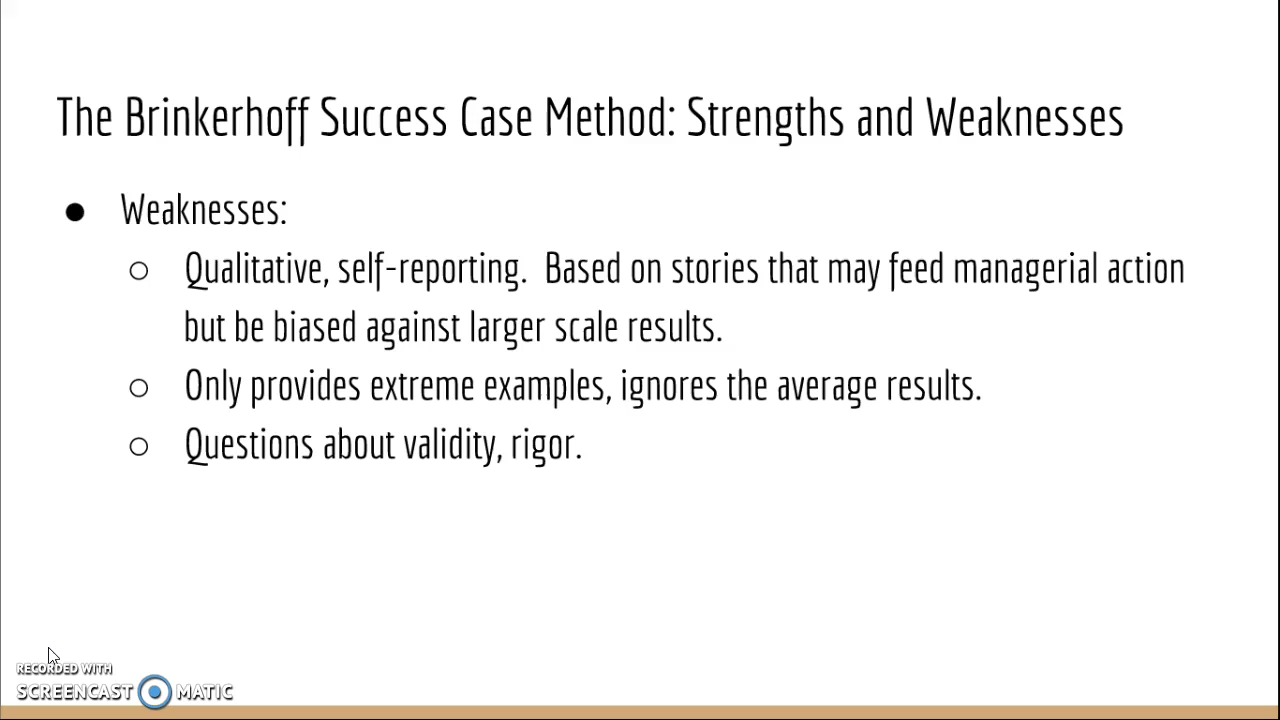 The Brinkerhoff Success Case Method: Strengths and Weaknesses
● Weaknesses:
○ Qualitative, self-reporting.  Based on stories that may feed managerial action
but be biased against larger scale results.
○ Only provides extreme examples, ignores the average results.
○ Questions about validity, rigor.
RECORDED WITH
SCREENCAST MATIC